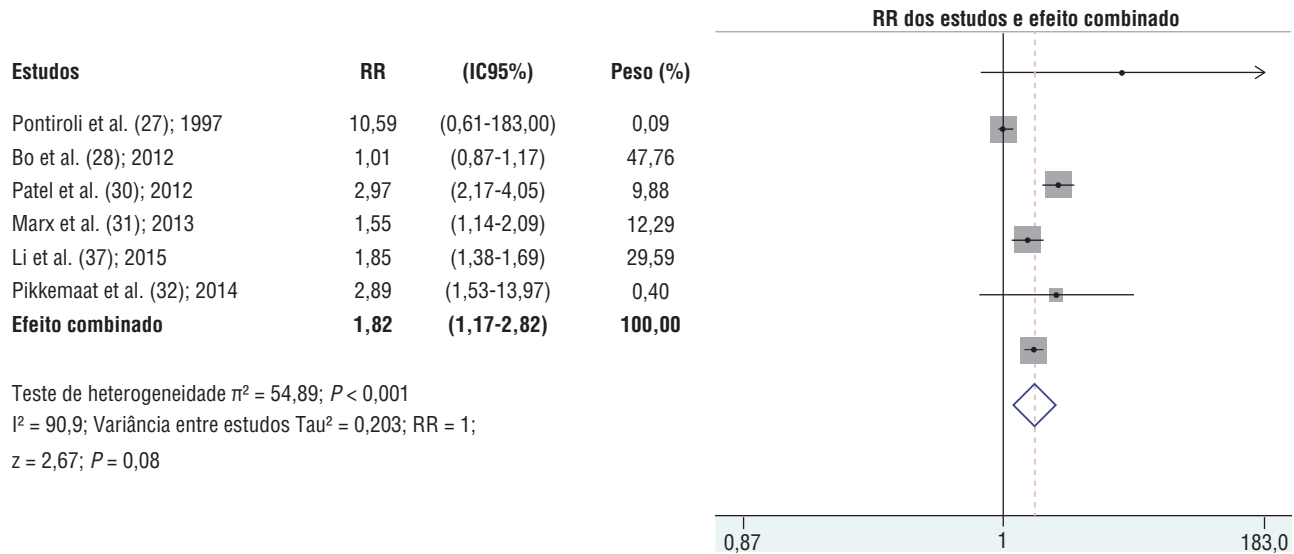 RR dos estudos e efeito combinado
Estudos RR (IC95%) Peso (%)
Pontiroli et al. (27); 1997 10,59 (0,61-183,00) 0,09
Bo et al. (28); 2012 1,01 (0,87-1,17) 47,76
Patel et al. (30); 2012 2,97 (2,17-4,05) 9,88
Marx et al. (31); 2013 1,55 (1,14-2,09) 12,29
Li et al. (37); 2015 1,85 (1,38-1,69) 29,59
Pikkemaat et al. (32); 2014 2,89 (1,53-13,97) 0,40
Efeito combinado 1,82 (1,17-2,82) 100,00
Teste de heterogeneidade π² = 54,89; P < 0,001
I² = 90,9; Variância entre estudos Tau² = 0,203; RR = 1;
z = 2,67; P = 0,08
0,87 1 183,0